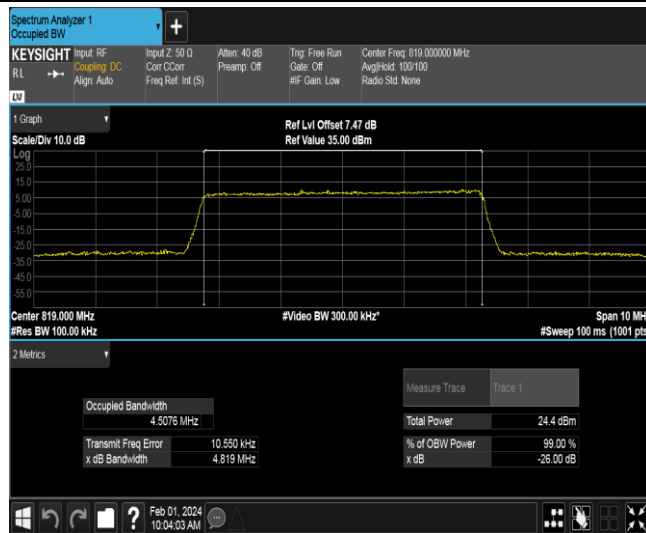 Spectrum Analyzer 1
Occupied BW
+
KEYSIGHT
RL
Input: RF
Coupling: DC
Align: Auto
Input Z: 50 Ω
Corr CCorr
Freq Ref: Int (S)
Atten: 40 dB
Preamp: Off
Trig: Free Run
Gate: Off
#IF Gain: Low
Center Freq: 819.000000 MHz
Avg|Hold: 100/100
Radio Std: None
1 Graph
Scale/Div 10.0 dB
Ref Lvl Offset 7.47 dB
Ref Value 35.00 dBm
Log
25.0
15.0
5.00
-5.00
-15.0
-25.0
-35.0
-45.0
-55.0
Center 819.000 MHz
#Res BW 100.00 kHz
#Video BW 300.00 kHz*
Span 10 MH
#Sweep 100 ms (1001 pts
2 Metrics
Measure Trace Trace 1
Occupied Bandwidth
4.5076 MHz
Total Power 24.4 dBm
Transmit Freq Error 10.550 kHz
% of OBW Power 99.00 %
x dB Bandwidth 4.819 MHz
x dB -26.00 dB
?
Feb 01, 2024
10:04:03 AM